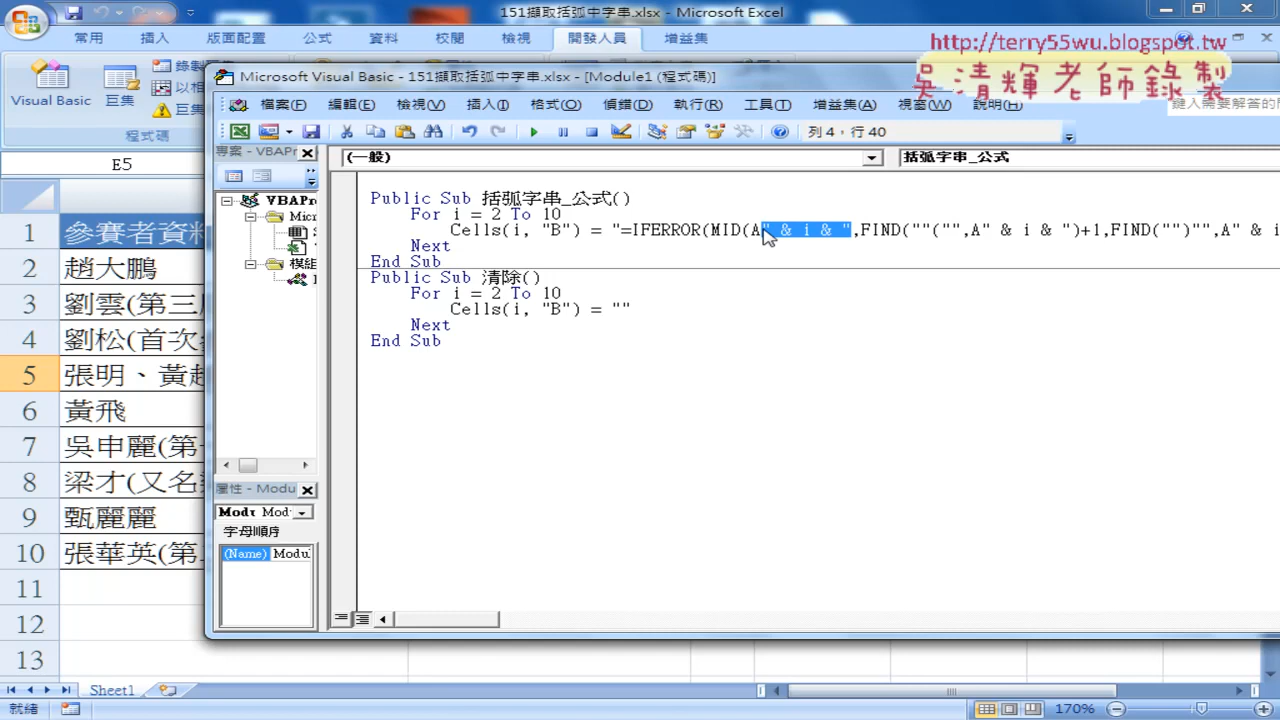 151擷取括弧中字串.xlsx - Microsoft Excel
常用 插入 版面配置 公式 資料 校閱 檢視 開發人員 增益集
http://terry55wu.blogspot.tw
吳清輝老師錄製
Visual Basic 巨集
程式碼
鍵入需要解答的
Microsoft Visual Basic - 151擷取括弧中字串.xlsx - [Module1 (程式碼)]
檔案(F) 編輯(E) 檢視(V) 插入(I) 格式(O) 偵錯(D) 執行(R) 工具(T) 增益集(A) 視窗(W) 說明(H)
列 4，行 40
專案 - VBAPr
(一般) 括弧字串_公式
E5
VBAPro
Micr
模組
Public Sub 括弧字串_公式()
For i = 2 To 10
Cells(i, "B") = "=IFERROR(MID(A" & i & ",FIND(""("",A" & i & ")+1,FIND("")"",A" & i
Next
End Sub
Public Sub 清除()
For i = 2 To 10
Cells(i, "B") = ""
Next
End Sub
屬性 - Modu
Modu
字母順序
(Name) Modu
1 參賽者資料
2 趙大鵬
3 劉雲(第三
4 劉松(首次
5 張明、黃
6 黃飛
7 吳申麗(第
8 梁才(又名
9 甄麗麗
10 張華英(第
11
12
13
Sheet1
就緒 170%